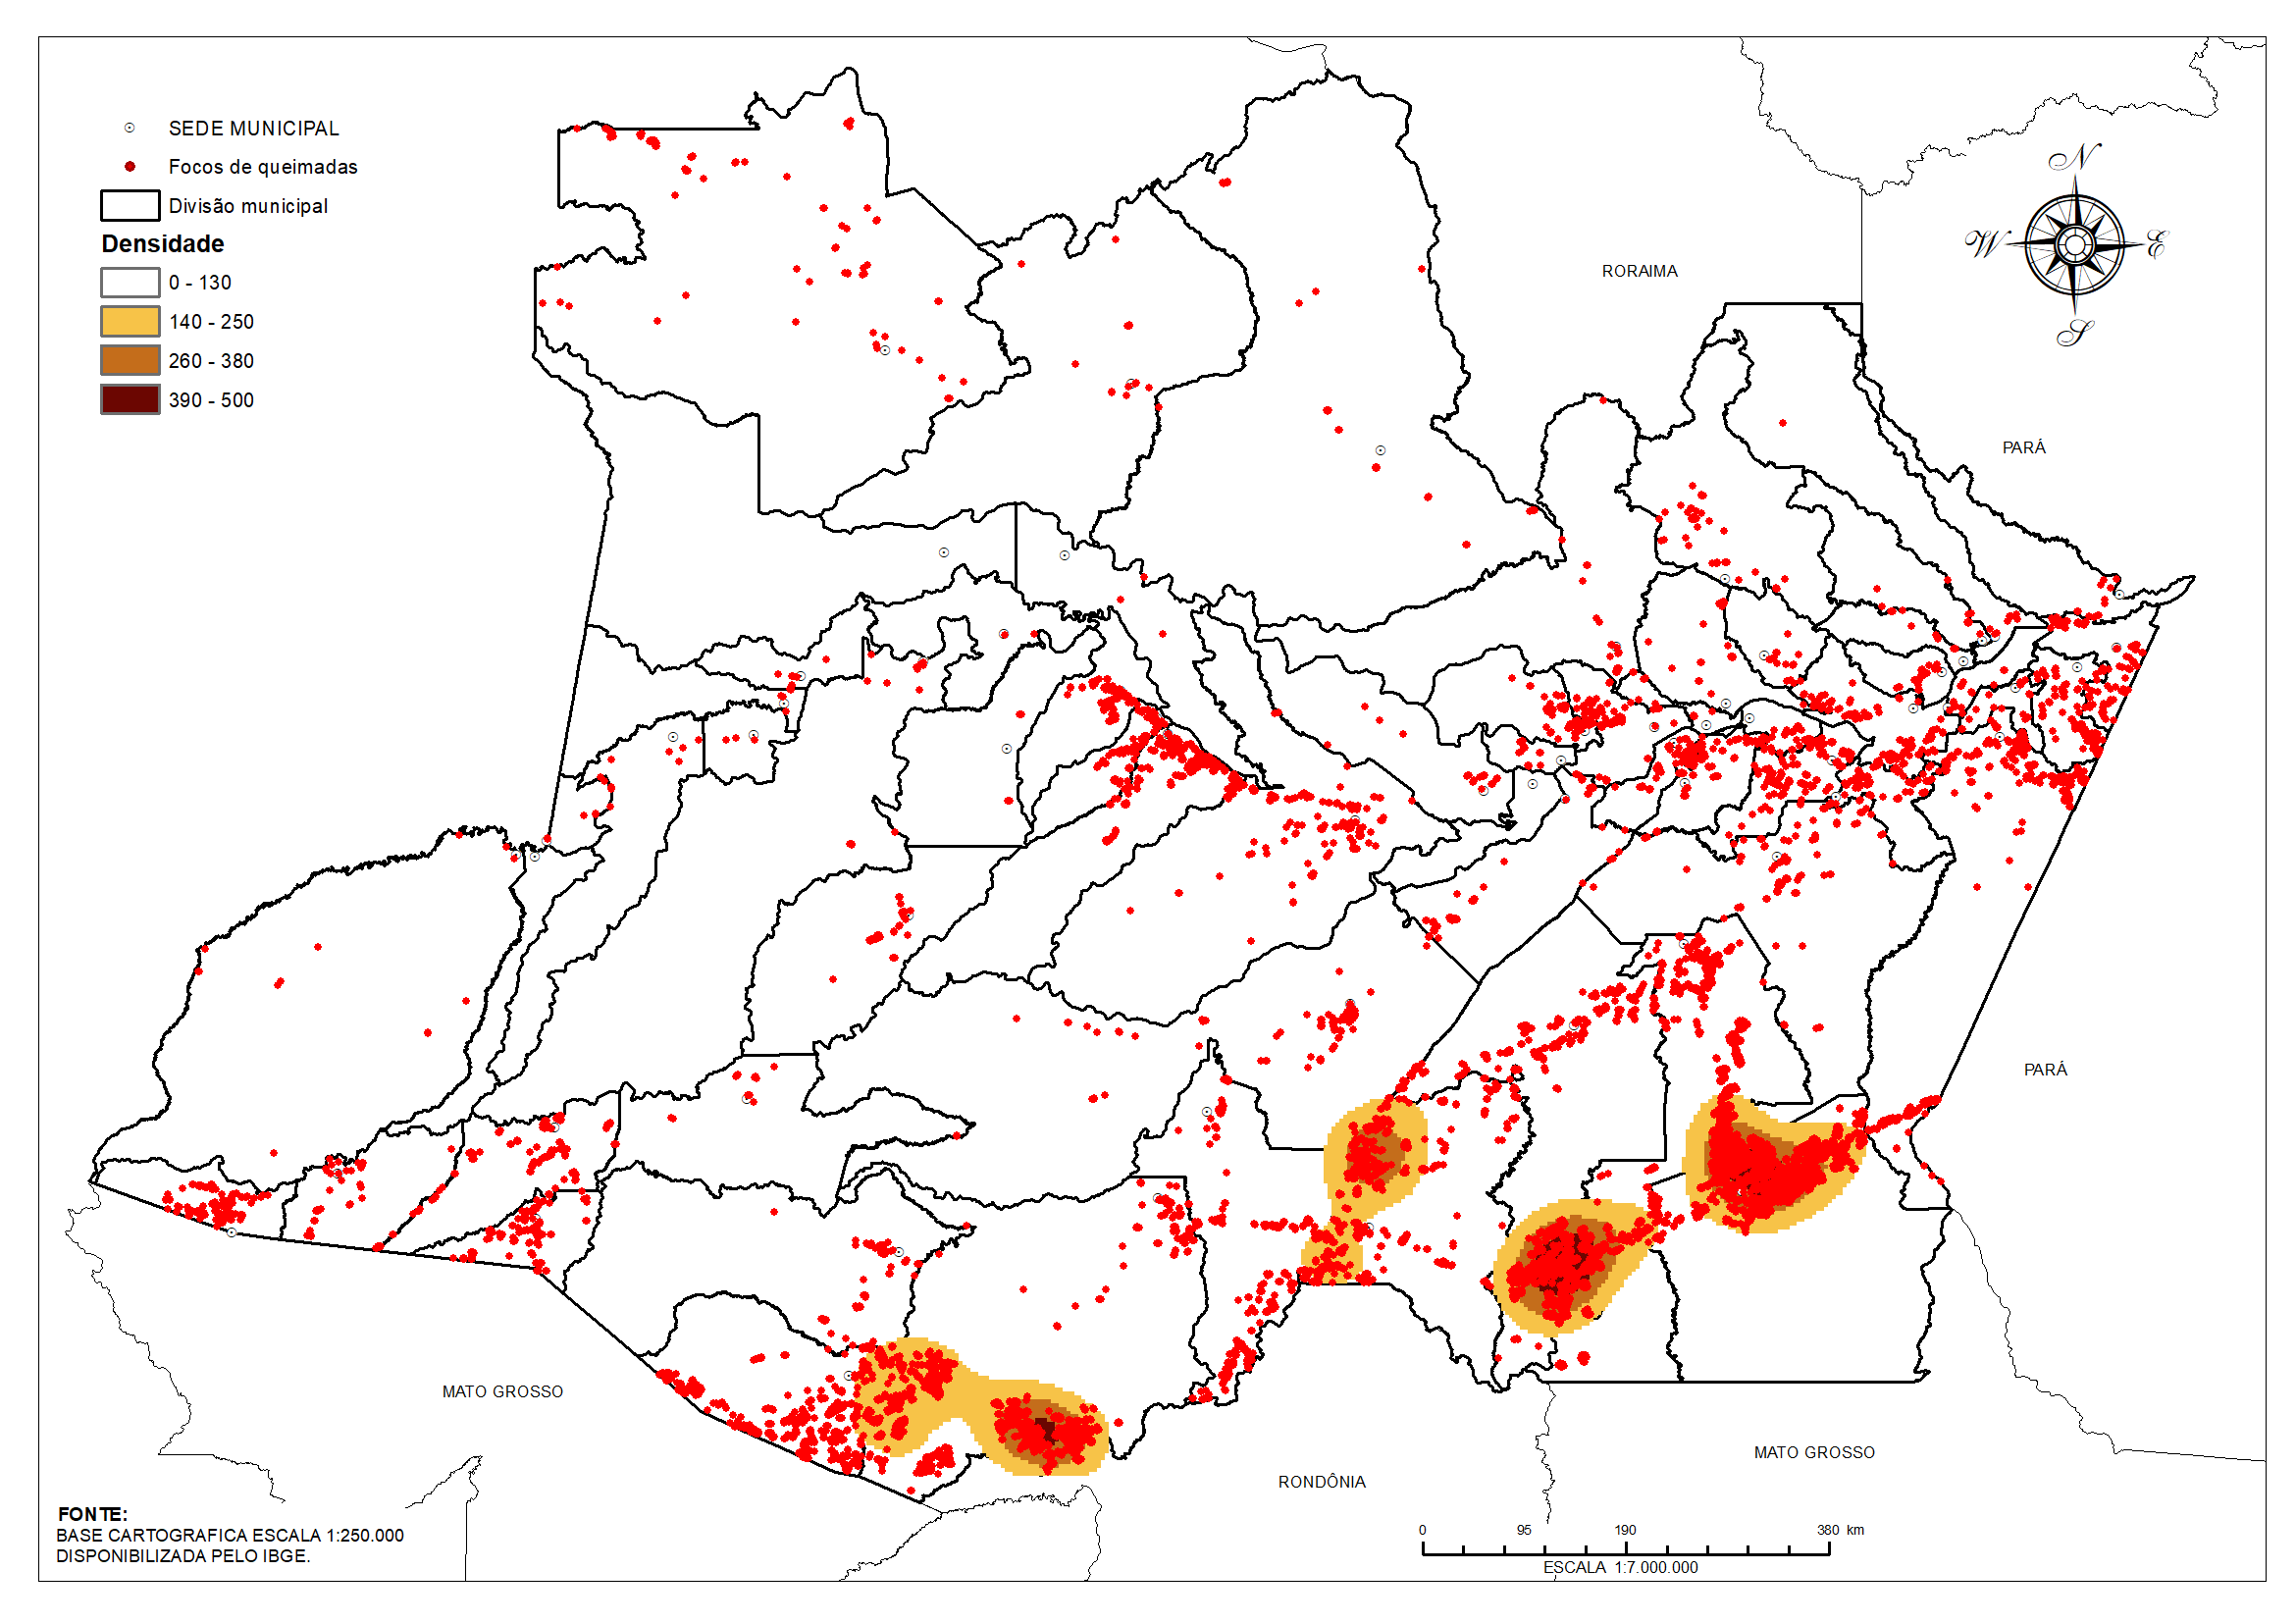 SEDE MUNICIPAL
Focos de queimadas
Divisão municipal
Densidade
0 - 130
140 - 250
260 - 380
390 - 500
N
W
E
S
RORAIMA
PARÁ
PARÁ
MATO GROSSO
MATO GROSSO
RONDÔNIA
FONTE:
BASE CARTOGRAFICA ESCALA 1:250.000
DISPONIBILIZADA PELO IBGE.
0 95 190 380 km
ESCALA 1:7.000.000